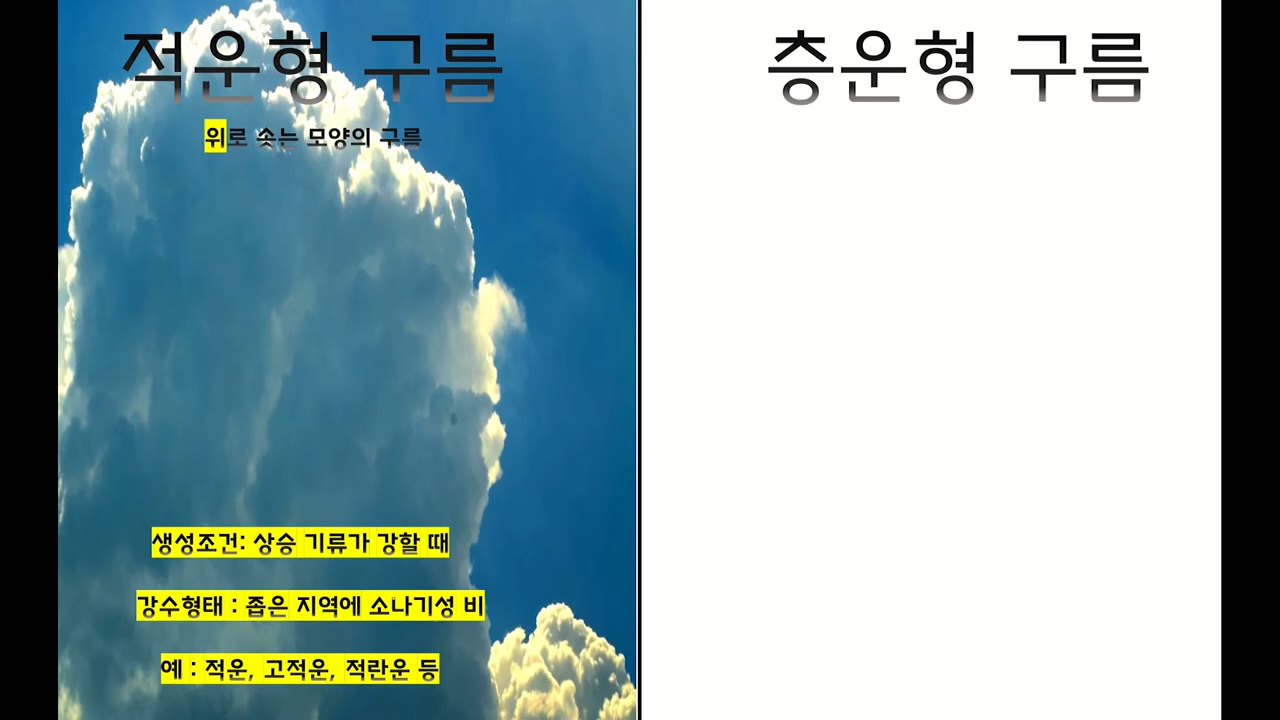 적운형 구름
위로 솟는 모양의 구름
생성조건: 상승 기류가 강할 때
강수형태 : 좁은 지역에 소나기성 비
예 : 적운, 고적운, 적란운 등
층운형 구름